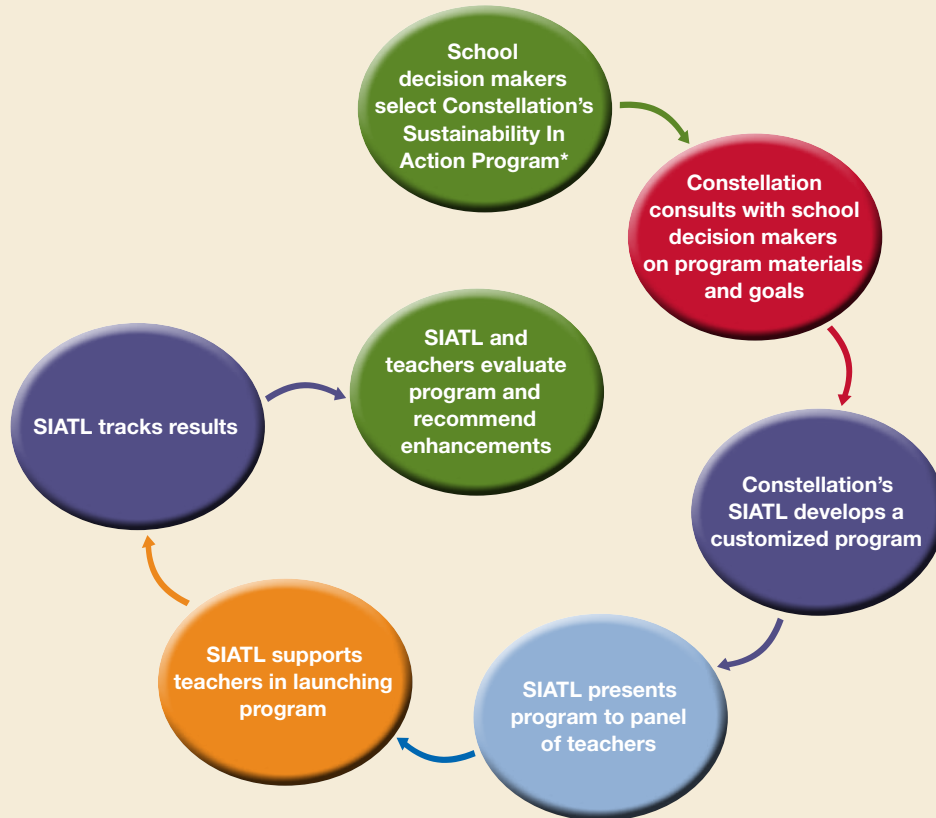 School
decision makers
select Constellation’s
Sustainability In
Action Program*
Constellation
consults with school
decision makers
on program materials
and goals
Constellation’s
SIATL develops a
customized program
SIATL presents
program to panel
of teachers
SIATL supports
teachers in launching
program
SIATL tracks results
SIATL and
teachers evaluate
program and
recommend
enhancements